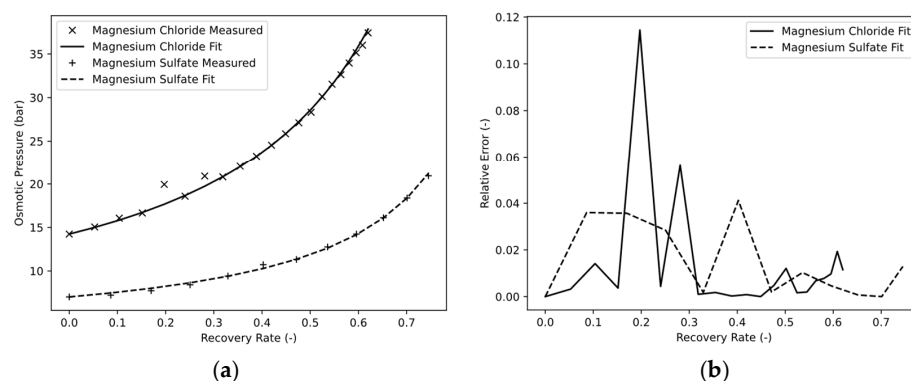 Magnesium Chloride Measured
Magnesium Chloride Fit
Magnesium Sulfate Measured
Magnesium Sulfate Fit
Osmotic Pressure (bar)
35
30
25
20
15
10
0.0 0.1 0.2 0.3 0.4 0.5 0.6 0.7
Recovery Rate (-)
(a)
0.12
Magnesium Chloride Fit
Magnesium Sulfate Fit
0.10
0.08
Relative Error (-)
0.06
0.04
0.02
0.00
0.0 0.1 0.2 0.3 0.4 0.5 0.6 0.7
Recovery Rate (-)
(b)